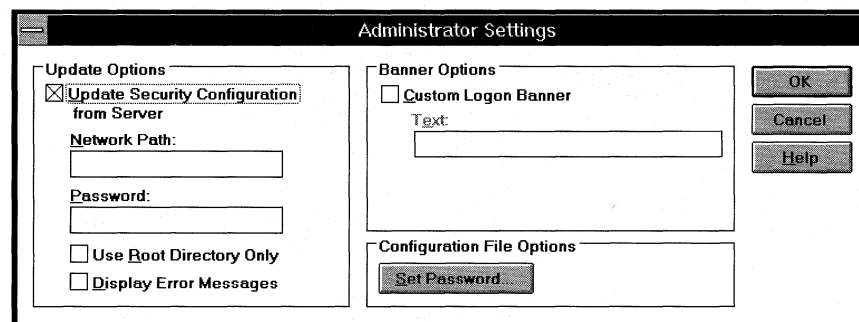 Administrator Settings
Update Options
Update Security Configuration
from Server
Network Path:
Password:
Use Root Directory Only
Display Error Messages
Banner Options
Custom Logon Banner
Text:
Configuration File Options
Set Password...
OK
Cancel
Help